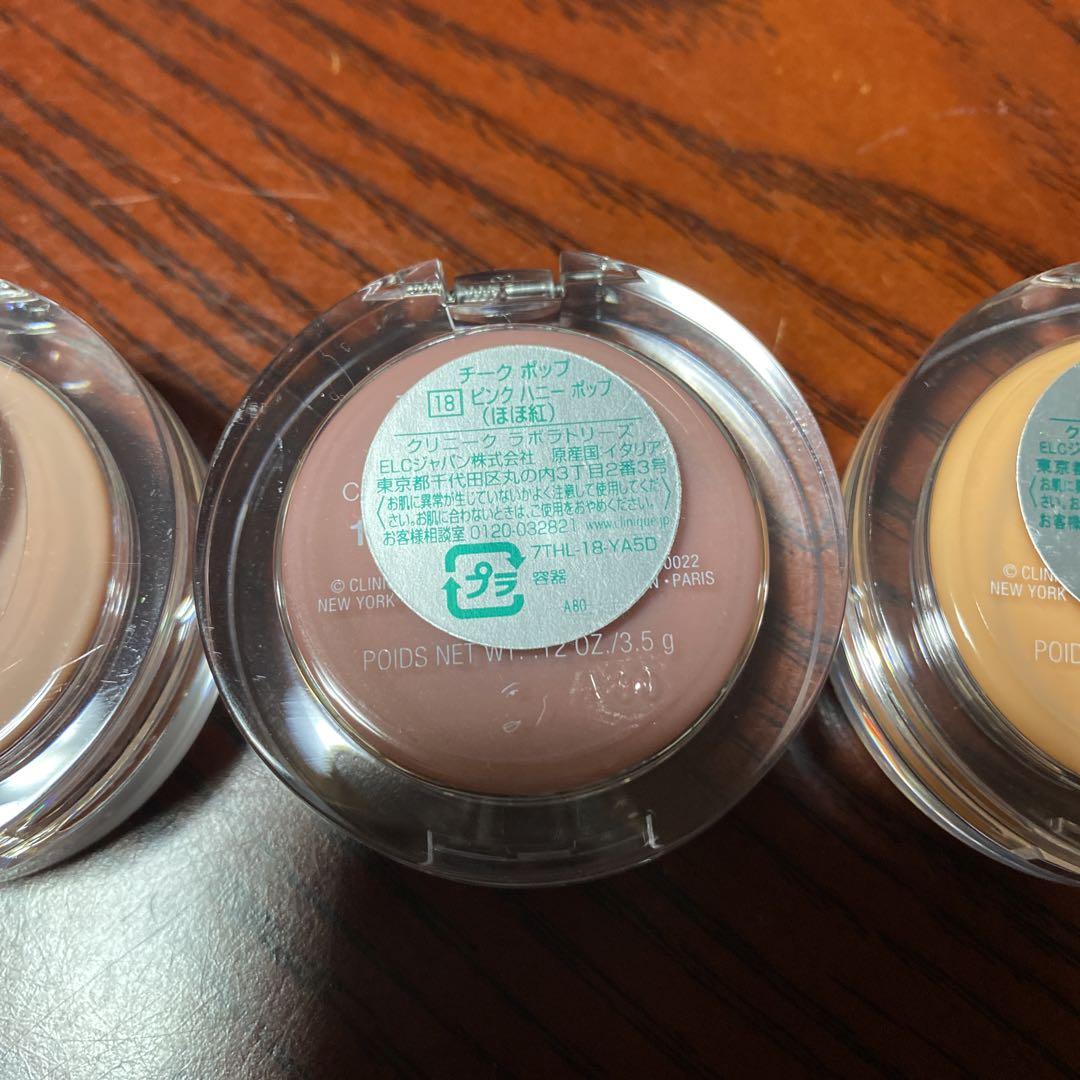 チーク ポップ
18 ピンク ハニー ポップ
(ほほ紅)
クリニーク ラボラトリーズ
ELCジャパン株式会社 原産国:イタリア
東京都千代田区丸の内3丁目2番3号
お肌に異常が生じていないかよく注意して使用してくだ
さい。お肌に合わないときは、ご使用をおやめください。
お客様相談室 0120-032821 www.clinique.jp
7THL-18-YA5D
プラ 容器
A80
0022
© CLINI
NEW YORK · PARIS
POIDS NET WT. .12 OZ./3.5 g
ELCジ
東京都
お肌に
さい。
お客様
© CLINI
NEW YORK
POID